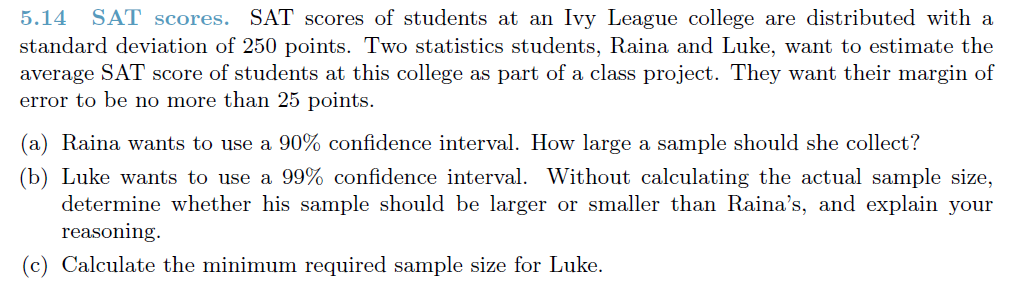 5.14 SAT scores. SAT scores of students at an Ivy League college are distributed with a
standard deviation of 250 points. Two statistics students, Raina and Luke, want to estimate the
average SAT score of students at this college as part of a class project. They want their margin of
error to be no more than 25 points.
(a) Raina wants to use a 90% confidence interval. How large a sample should she collect?
(b) Luke wants to use a 99% confidence interval. Without calculating the actual sample size,
determine whether his sample should be larger or smaller than Raina's, and explain your
reasoning.
(c) Calculate the minimum required sample size for Luke.